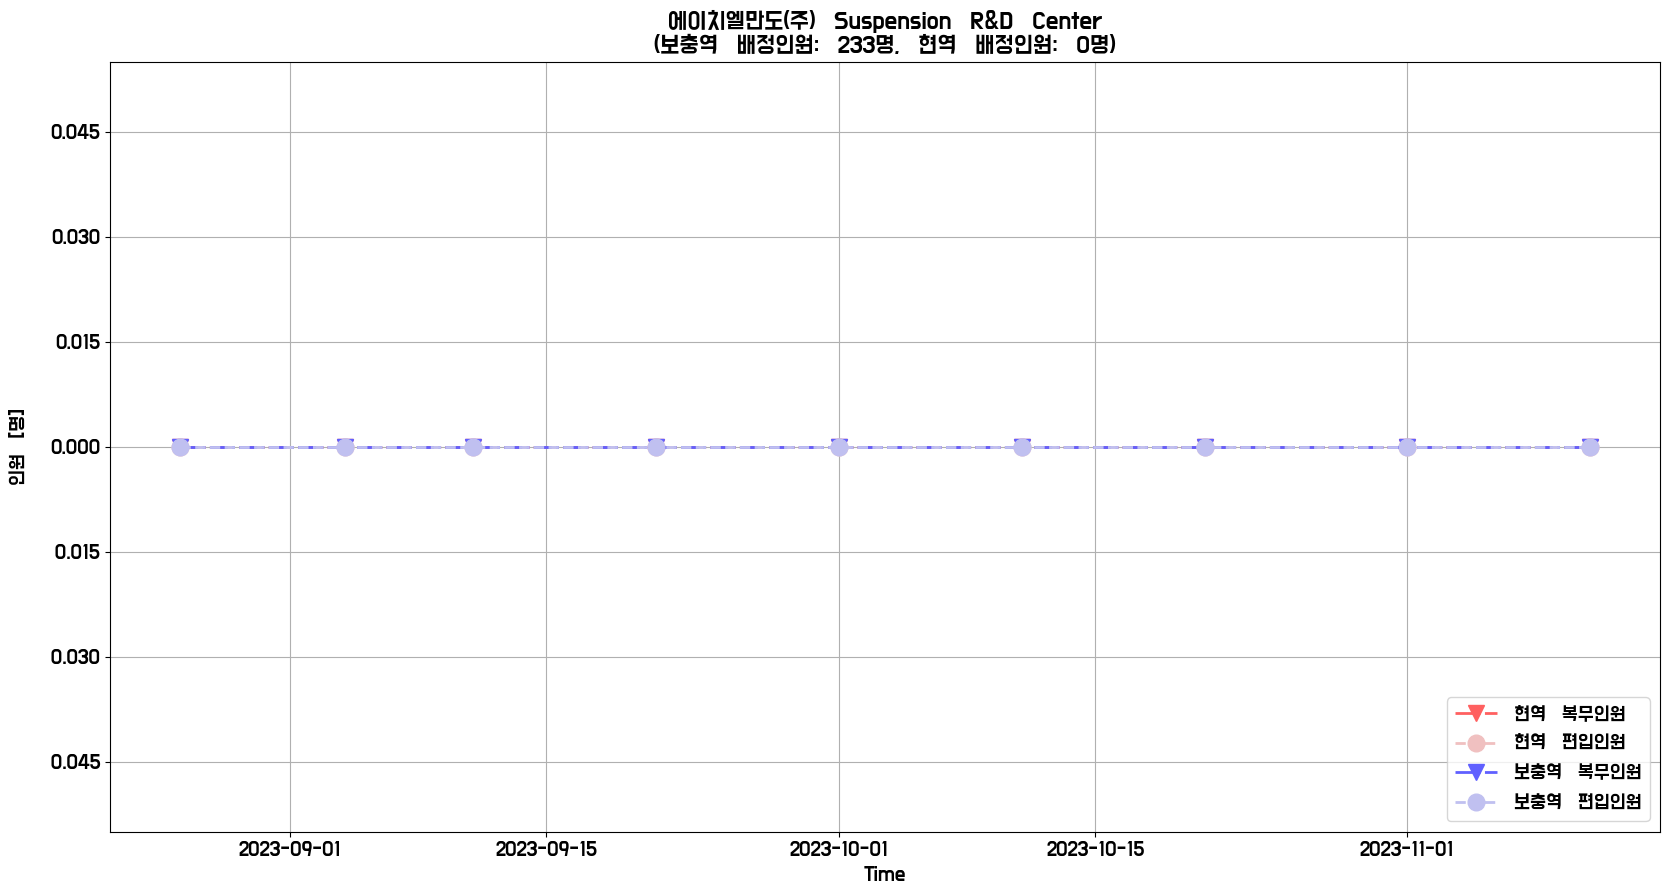 에이치엘만도(주) Suspension R&D Center
(보충역 배정인원: 233명, 현역 배정인원: 0명)
0.045
0.030
0.015
0.000
0.015
0.030
0.045
인원 [명]
현역 복무인원
현역 편입인원
보충역 복무인원
보충역 편입인원
2023-09-01 2023-09-15 2023-10-01 2023-10-15 2023-11-01
Time